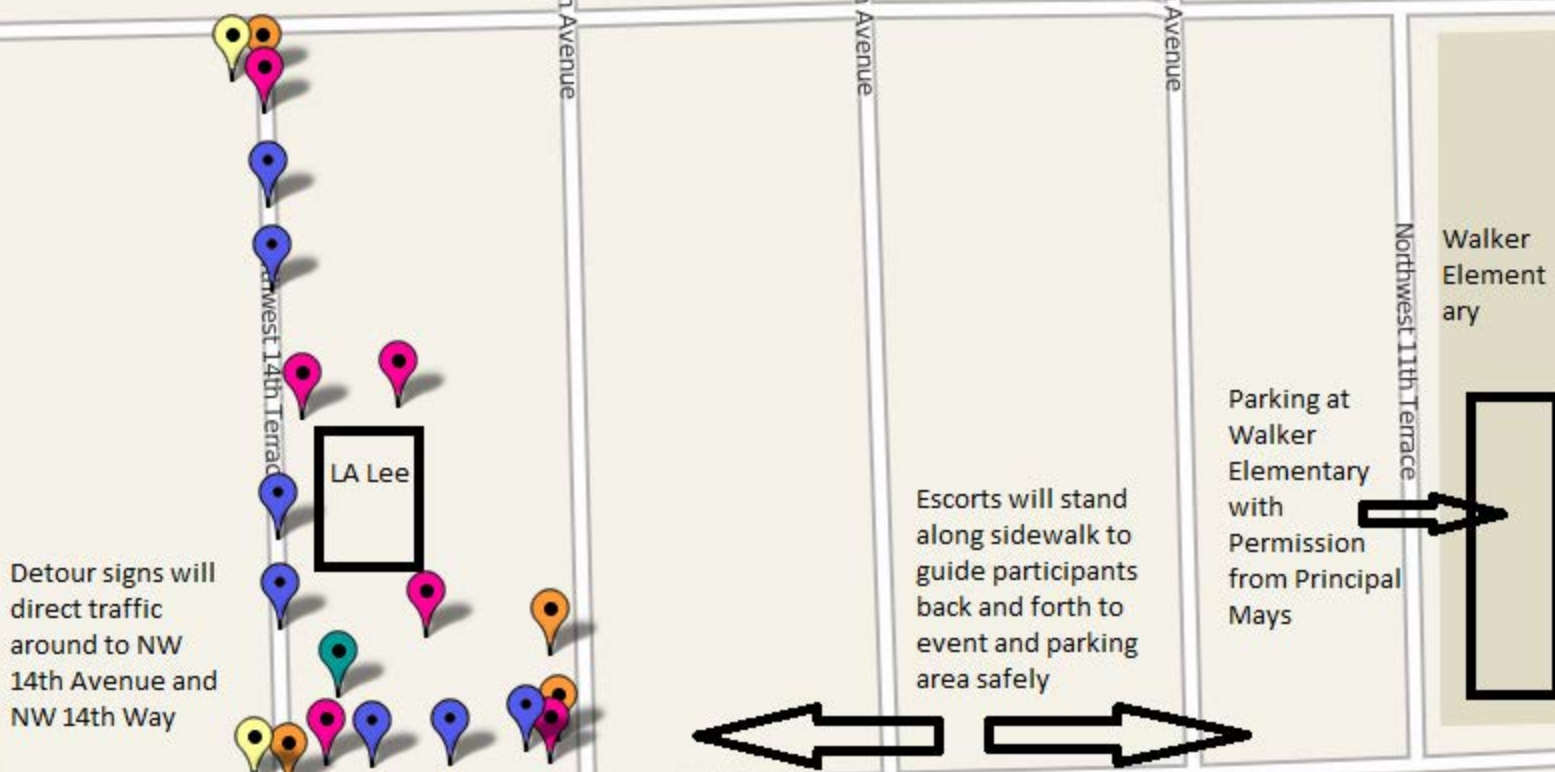 Avenue
Avenue
Avenue
Northwest 11th Terrace
Walker
Element
ary
14th
LA Lee
Parking at
Walker
Elementary
with
Permission
from Principal
Mays
Escorts will stand
along sidewalk to
guide participants
back and forth to
event and parking
area safely
Detour signs will
direct traffic
around to NW
14th Avenue and
NW 14th Way